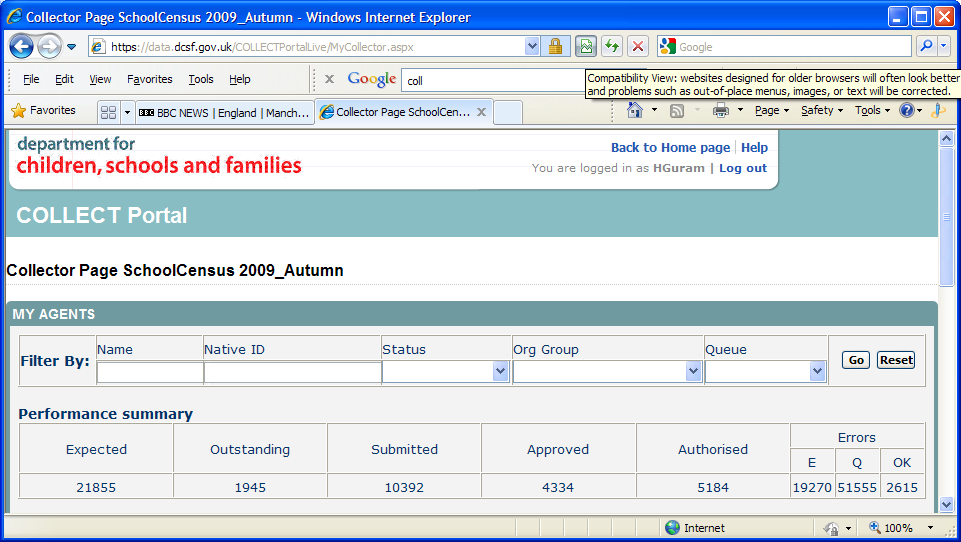 Collector Page SchoolCensus 2009_Autumn - Windows Internet Explorer
https://data.dcsf.gov.uk/COLLECTPortalLive/MyCollector.aspx
Google
File Edit View Favorites Tools Help
x Google coll
Compatibility View: websites designed for older browsers will often look better
and problems such as out-of-place menus, images, or text will be corrected.
Favorites
BBC NEWS | England | Manch...
Collector Page SchoolCen...
Page Safety Tools
department for
children, schools and families
Back to Home page | Help
You are logged in as HGuram | Log out
COLLECT Portal
Collector Page SchoolCensus 2009_Autumn
MY AGENTS
Filter By: Name Native ID Status Org Group Queue Go Reset
Performance summary
Expected Outstanding Submitted Approved Authorised Errors
E Q OK
21855 1945 10392 4334 5184 19270 51555 2615
Internet 100%